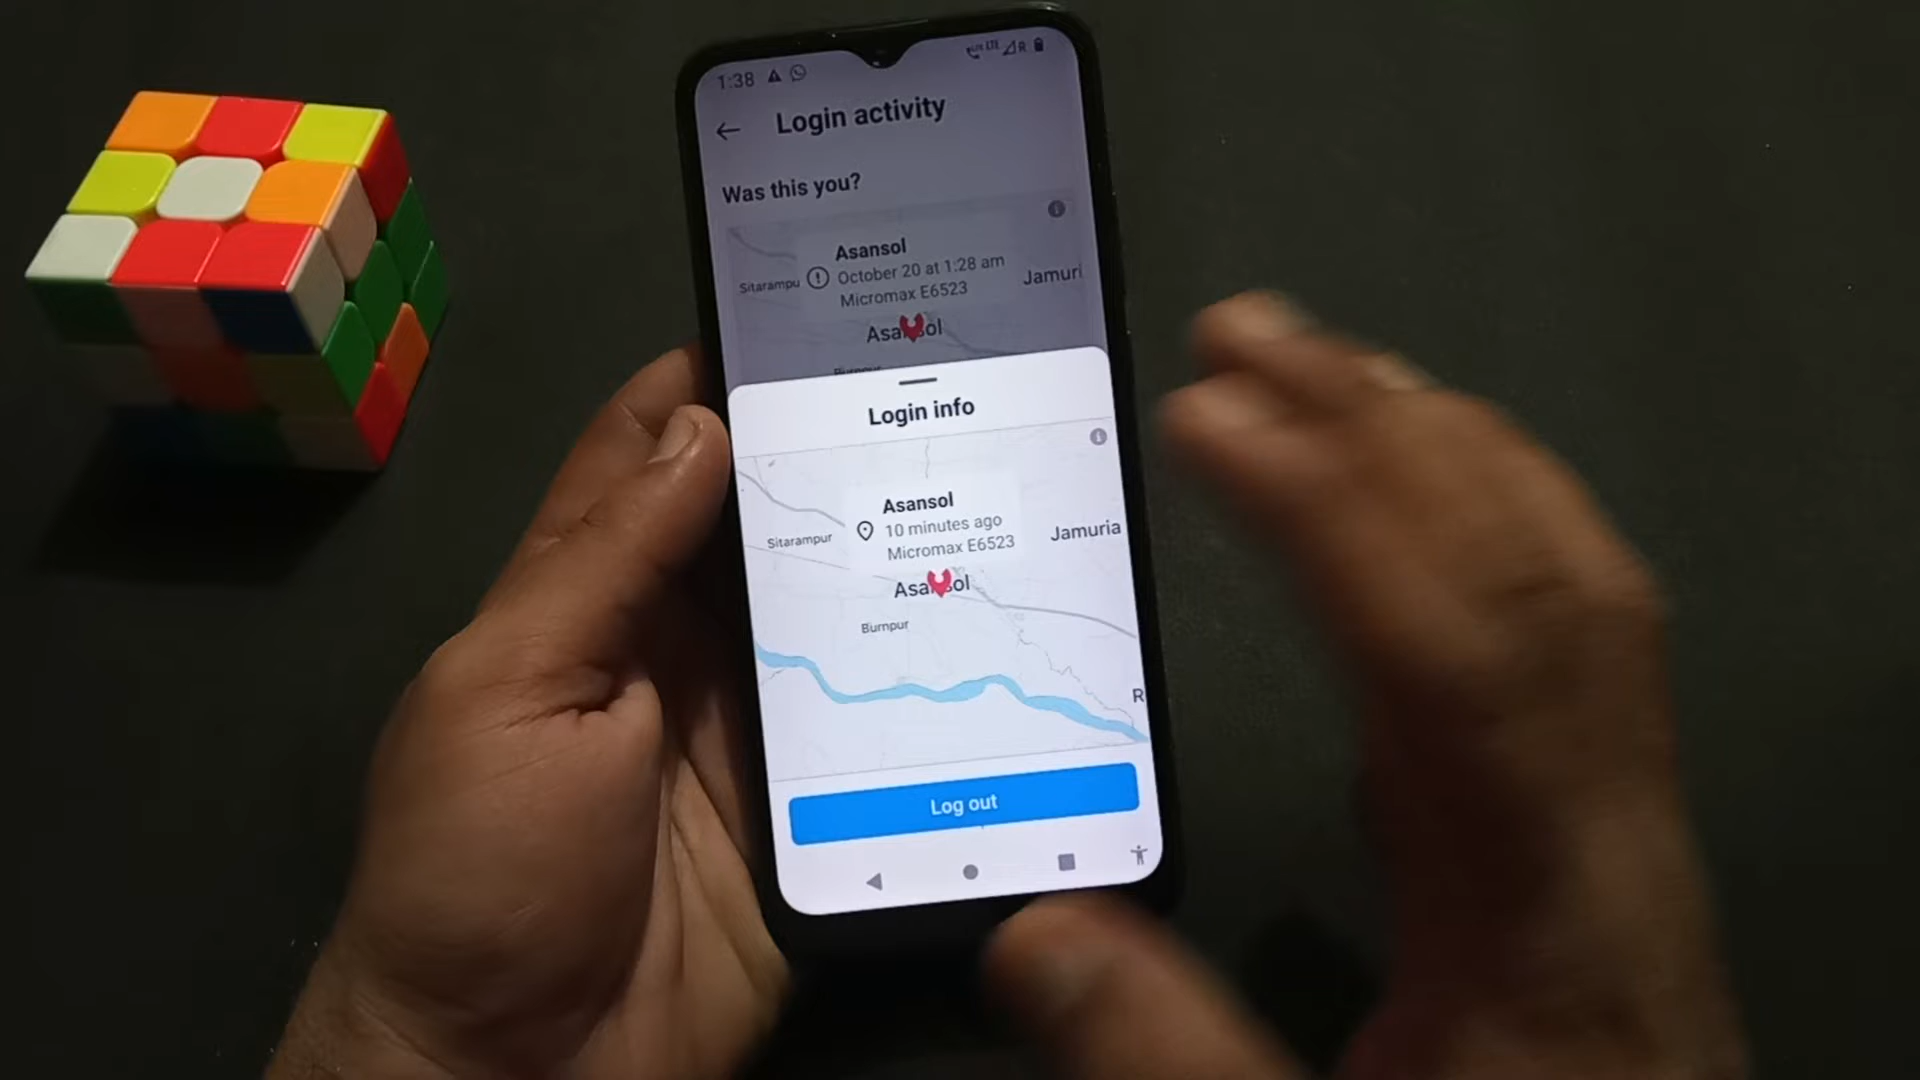 1:38
LTE R
Login activity
Was this you?
Asansol
October 20 at 1:28 am
Micromax E6523
Sitarampu
Jamuri
Login info
Asansol
10 minutes ago
Micromax E6523
Sitarampur
Jamuria
Burnpur
R
Log out